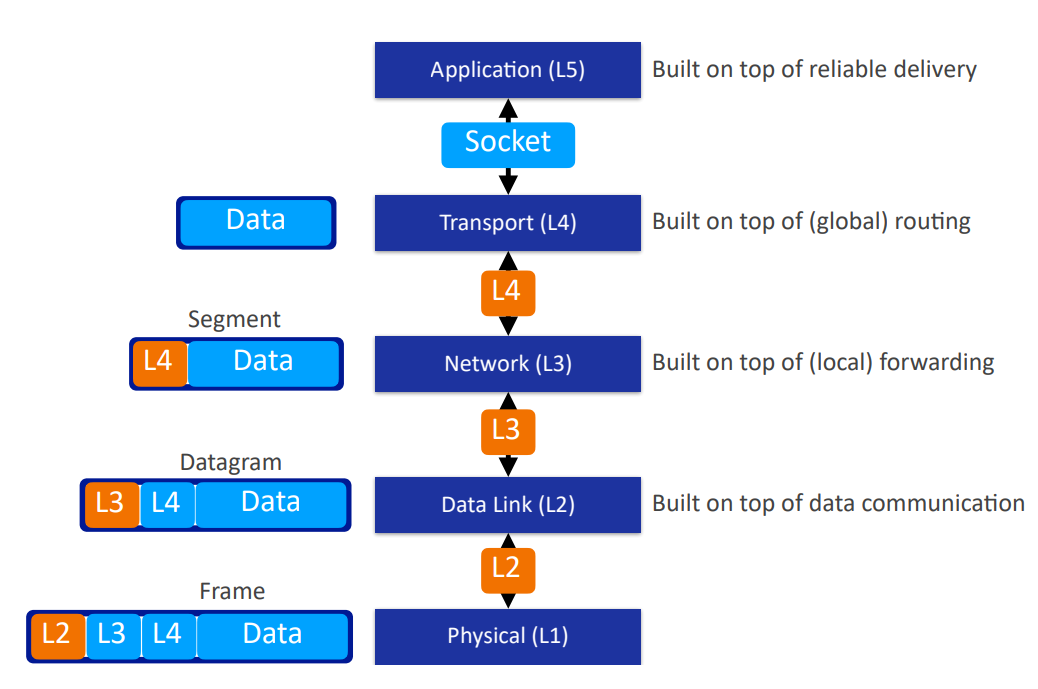 Application (L5)
Built on top of reliable delivery
Socket
Data
Transport (L4)
Built on top of (global) routing
L4
Segment
L4
Data
Network (L3)
Built on top of (local) forwarding
L3
Datagram
L3
L4
Data
Data Link (L2)
Built on top of data communication
L2
Frame
L2
L3
L4
Data
Physical (L1)